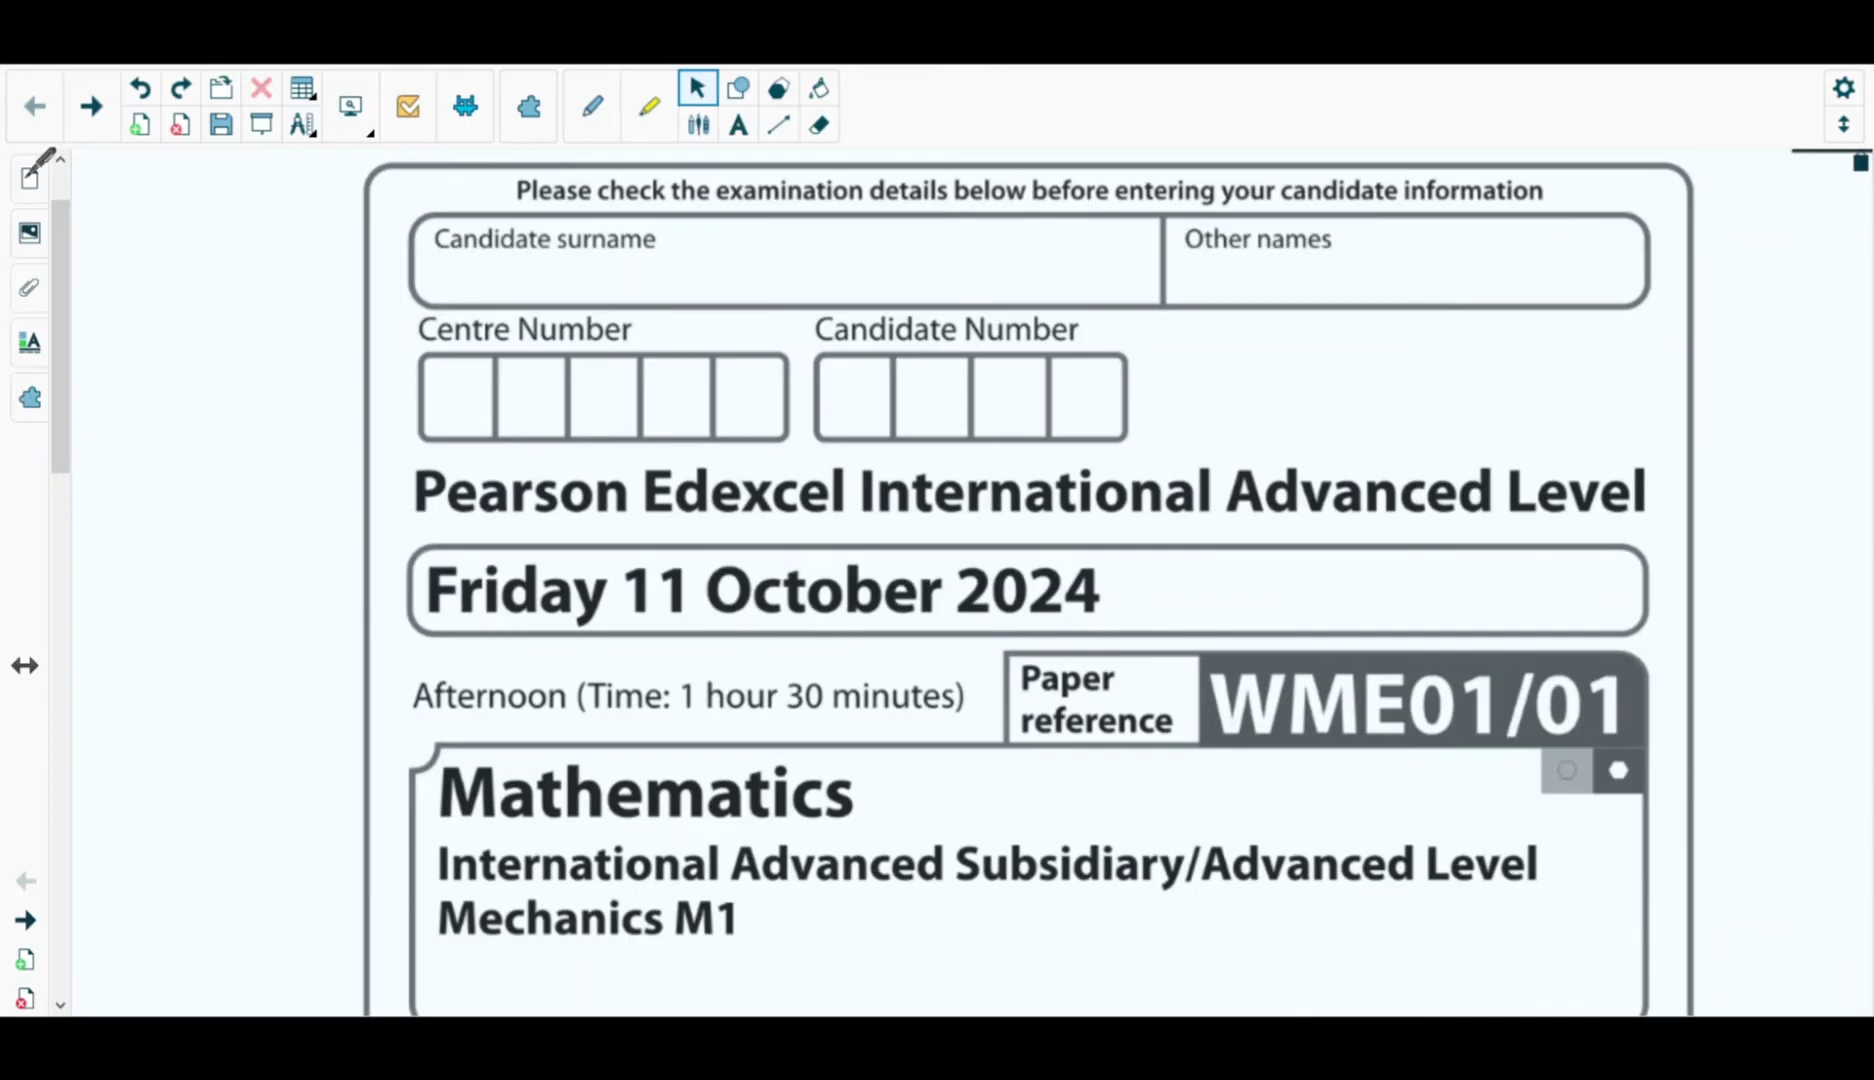 Please check the examination details below before entering your candidate information
Candidate surname
Other names
Centre Number
Candidate Number
Pearson Edexcel International Advanced Level
Friday 11 October 2024
Afternoon (Time: 1 hour 30 minutes)
Paper
reference
WME01/01
Mathematics
International Advanced Subsidiary/Advanced Level
Mechanics M1